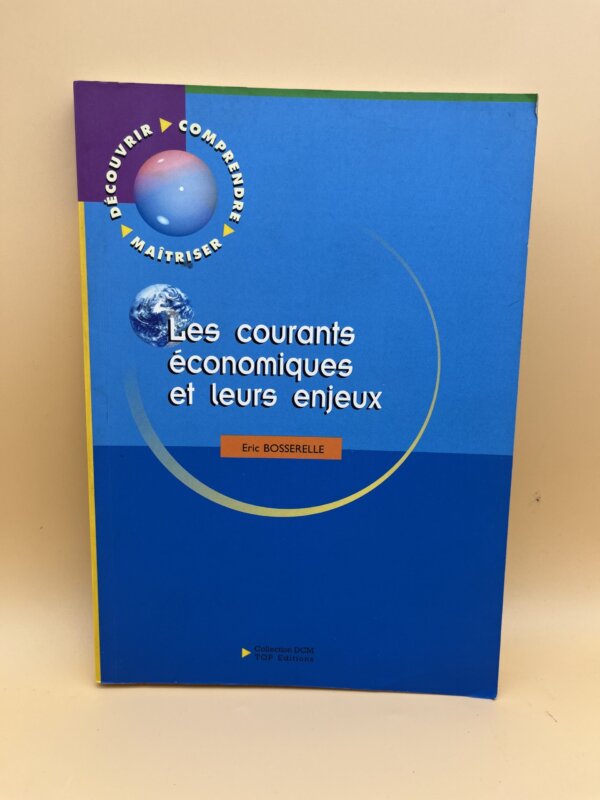 DÉCOUVRIR ▶ COMPRENDRE ▶ MAÎTRISER ▶
Les courants
économiques
et leurs enjeux
Eric BOSSERELLE
Collection DCM
TOP Editions